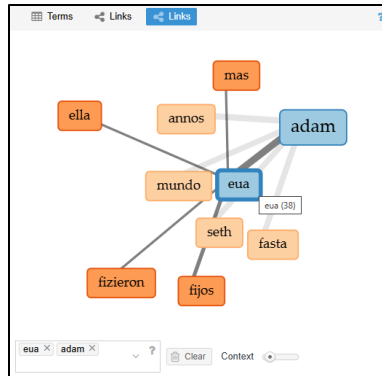 Terms Links Links ?
mas
ella
annos
adam
mundo
eua
eua (38)
seth
fasta
fizieron
fijos
eua × adam × ? Clear Context